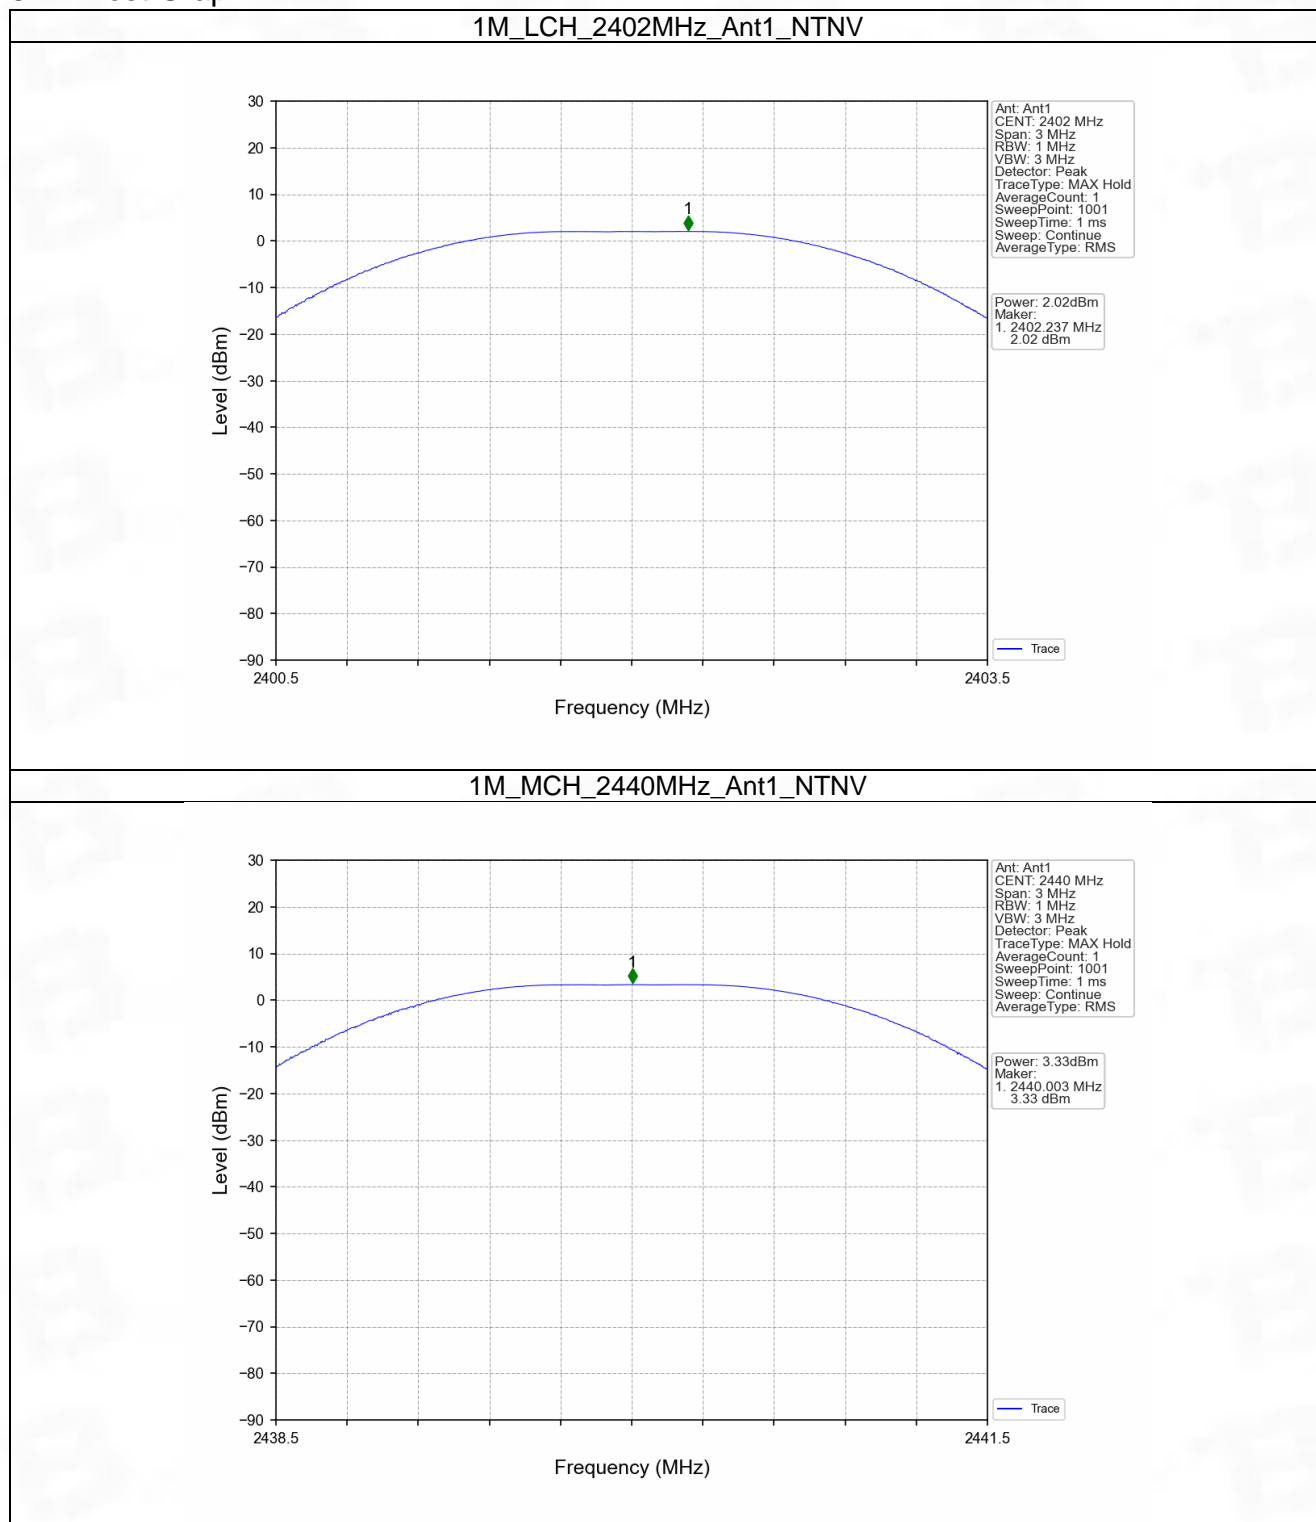 1M_LCH_2402MHz_Ant1_NTNV
30
20
10
0
−10
−20
−30
−40
−50
−60
−70
−80
−90
Level (dBm)
1
2400.5
2403.5
Frequency (MHz)
Ant: Ant1
CENT: 2402 MHz
Span: 3 MHz
RBW: 1 MHz
VBW: 3 MHz
Detector: Peak
TraceType: MAX Hold
AverageCount: 1
SweepPoint: 1001
SweepTime: 1 ms
Sweep: Continue
AverageType: RMS
Power: 2.02dBm
Maker:
1. 2402.237 MHz
2.02 dBm
Trace
1M_MCH_2440MHz_Ant1_NTNV
30
20
10
0
−10
−20
−30
−40
−50
−60
−70
−80
−90
Level (dBm)
1
2438.5
2441.5
Frequency (MHz)
Ant: Ant1
CENT: 2440 MHz
Span: 3 MHz
RBW: 1 MHz
VBW: 3 MHz
Detector: Peak
TraceType: MAX Hold
AverageCount: 1
SweepPoint: 1001
SweepTime: 1 ms
Sweep: Continue
AverageType: RMS
Power: 3.33dBm
Maker:
1. 2440.003 MHz
3.33 dBm
Trace